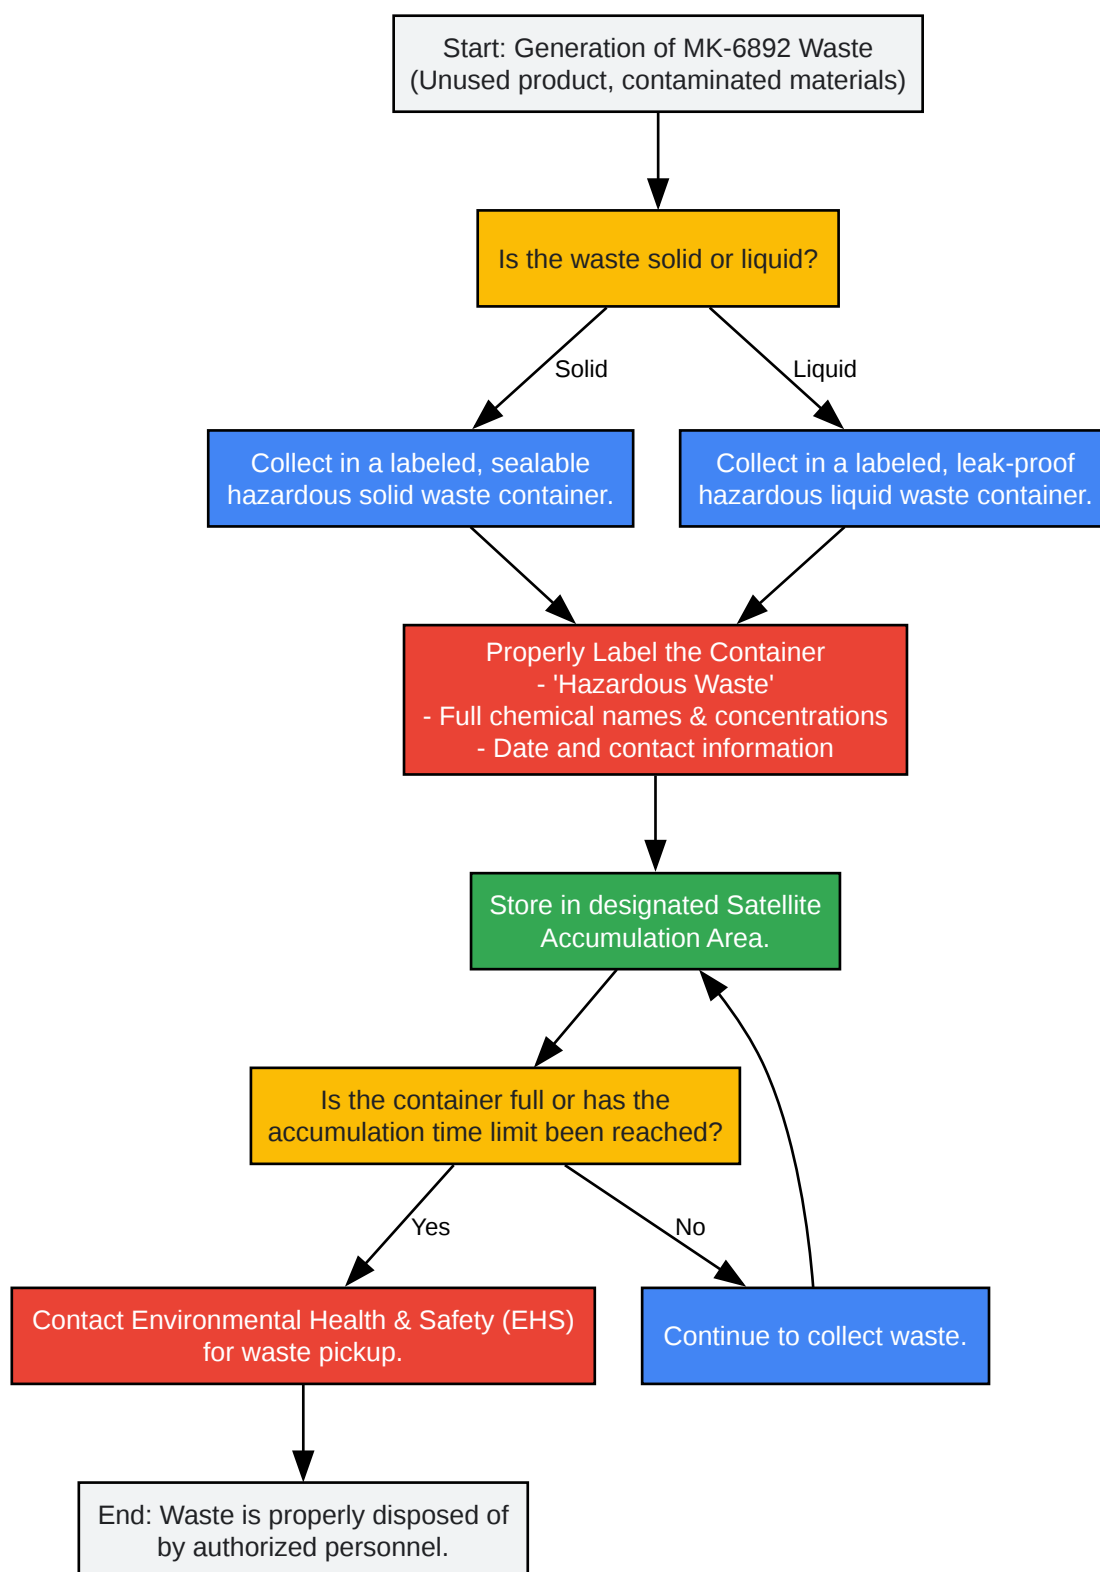 Start: Generation of MK-6892 Waste
(Unused product, contaminated materials)
Is the waste solid or liquid?
Solid
Liquid
Collect in a labeled, sealable
hazardous solid waste container.
Collect in a labeled, leak-proof
hazardous liquid waste container.
Properly Label the Container
- 'Hazardous Waste'
- Full chemical names & concentrations
- Date and contact information
Store in designated Satellite
Accumulation Area.
Is the container full or has the
accumulation time limit been reached?
Yes
No
Contact Environmental Health & Safety (EHS)
for waste pickup.
Continue to collect waste.
End: Waste is properly disposed of
by authorized personnel.